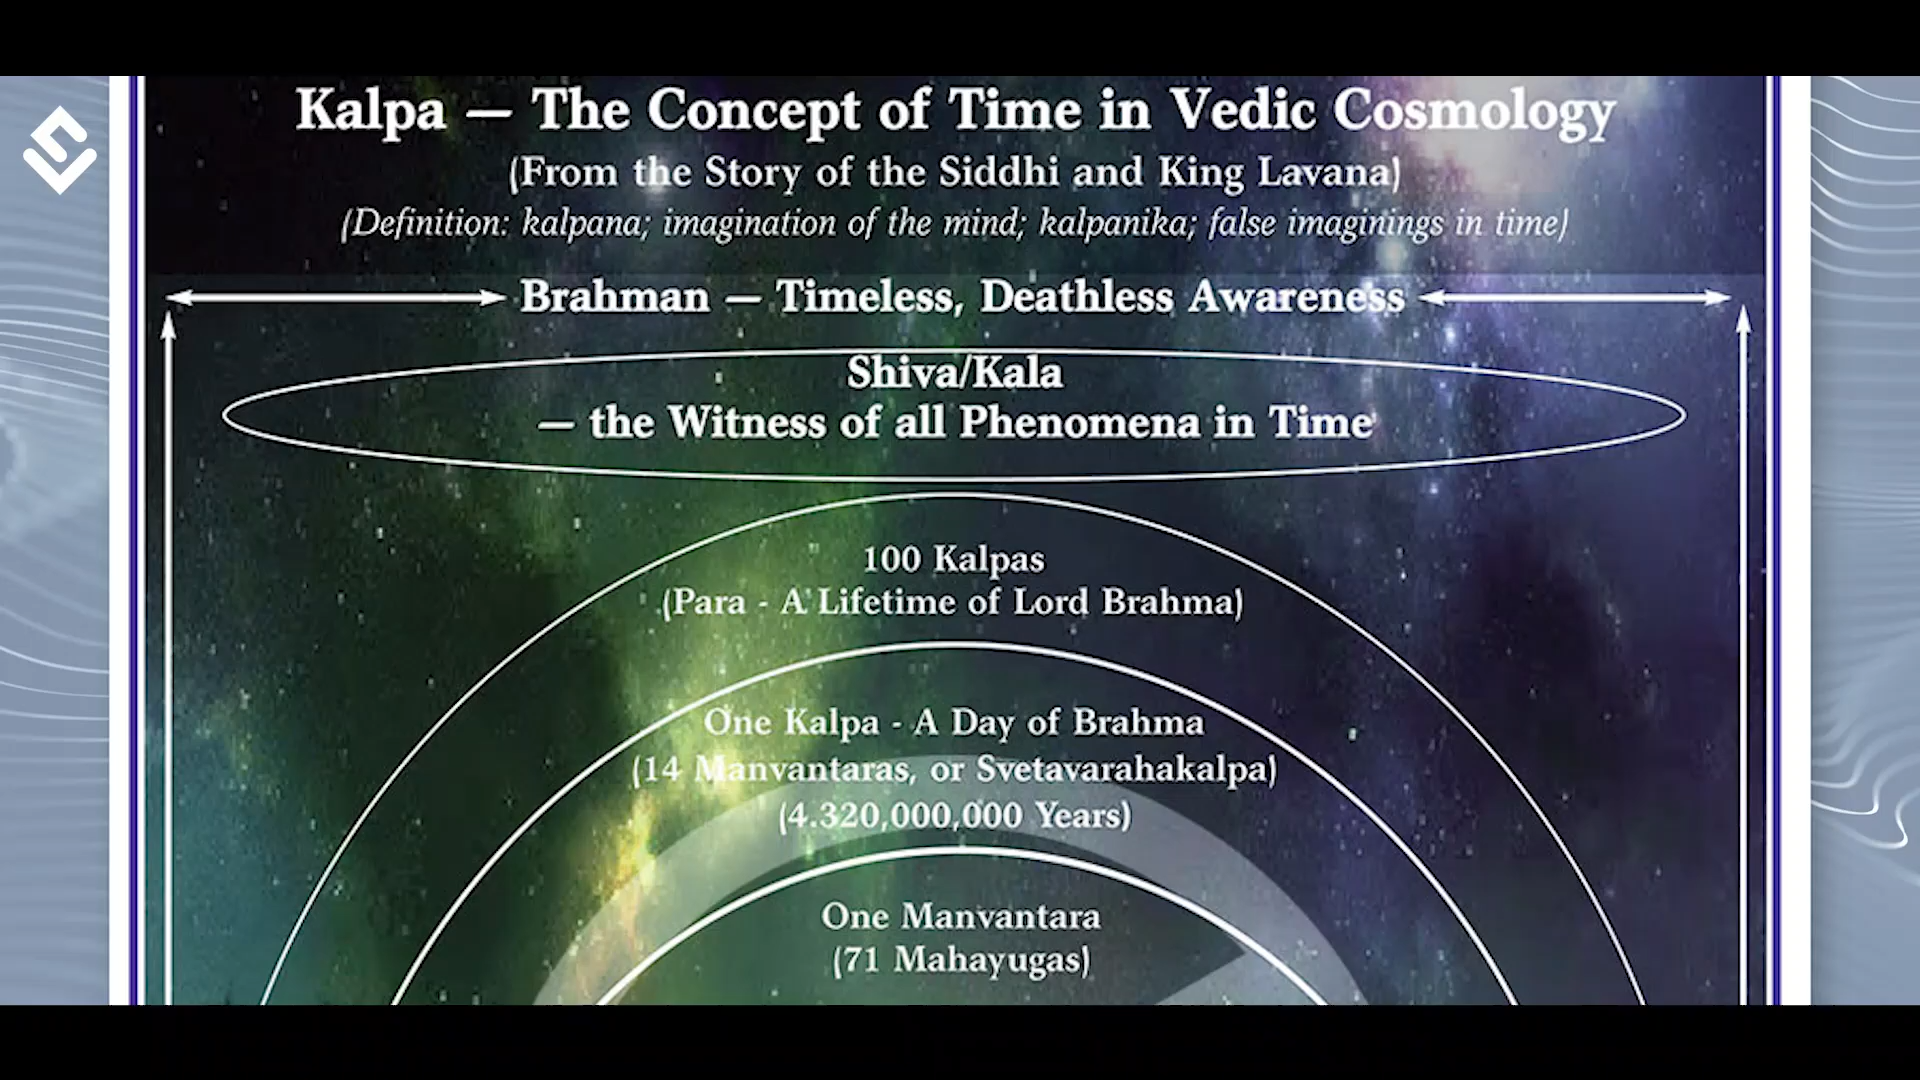 Kalpa — The Concept of Time in Vedic Cosmology
(From the Story of the Siddhi and King Lavana)
(Definition: kalpana; imagination of the mind; kalpanika; false imaginings in time)
Brahman — Timeless, Deathless Awareness
Shiva/Kala
— the Witness of all Phenomena in Time
100 Kalpas
(Para - A Lifetime of Lord Brahma)
One Kalpa - A Day of Brahma
(14 Manvantaras, or Svetavarahakalpa)
(4.320,000,000 Years)
One Manvantara
(71 Mahayugas)